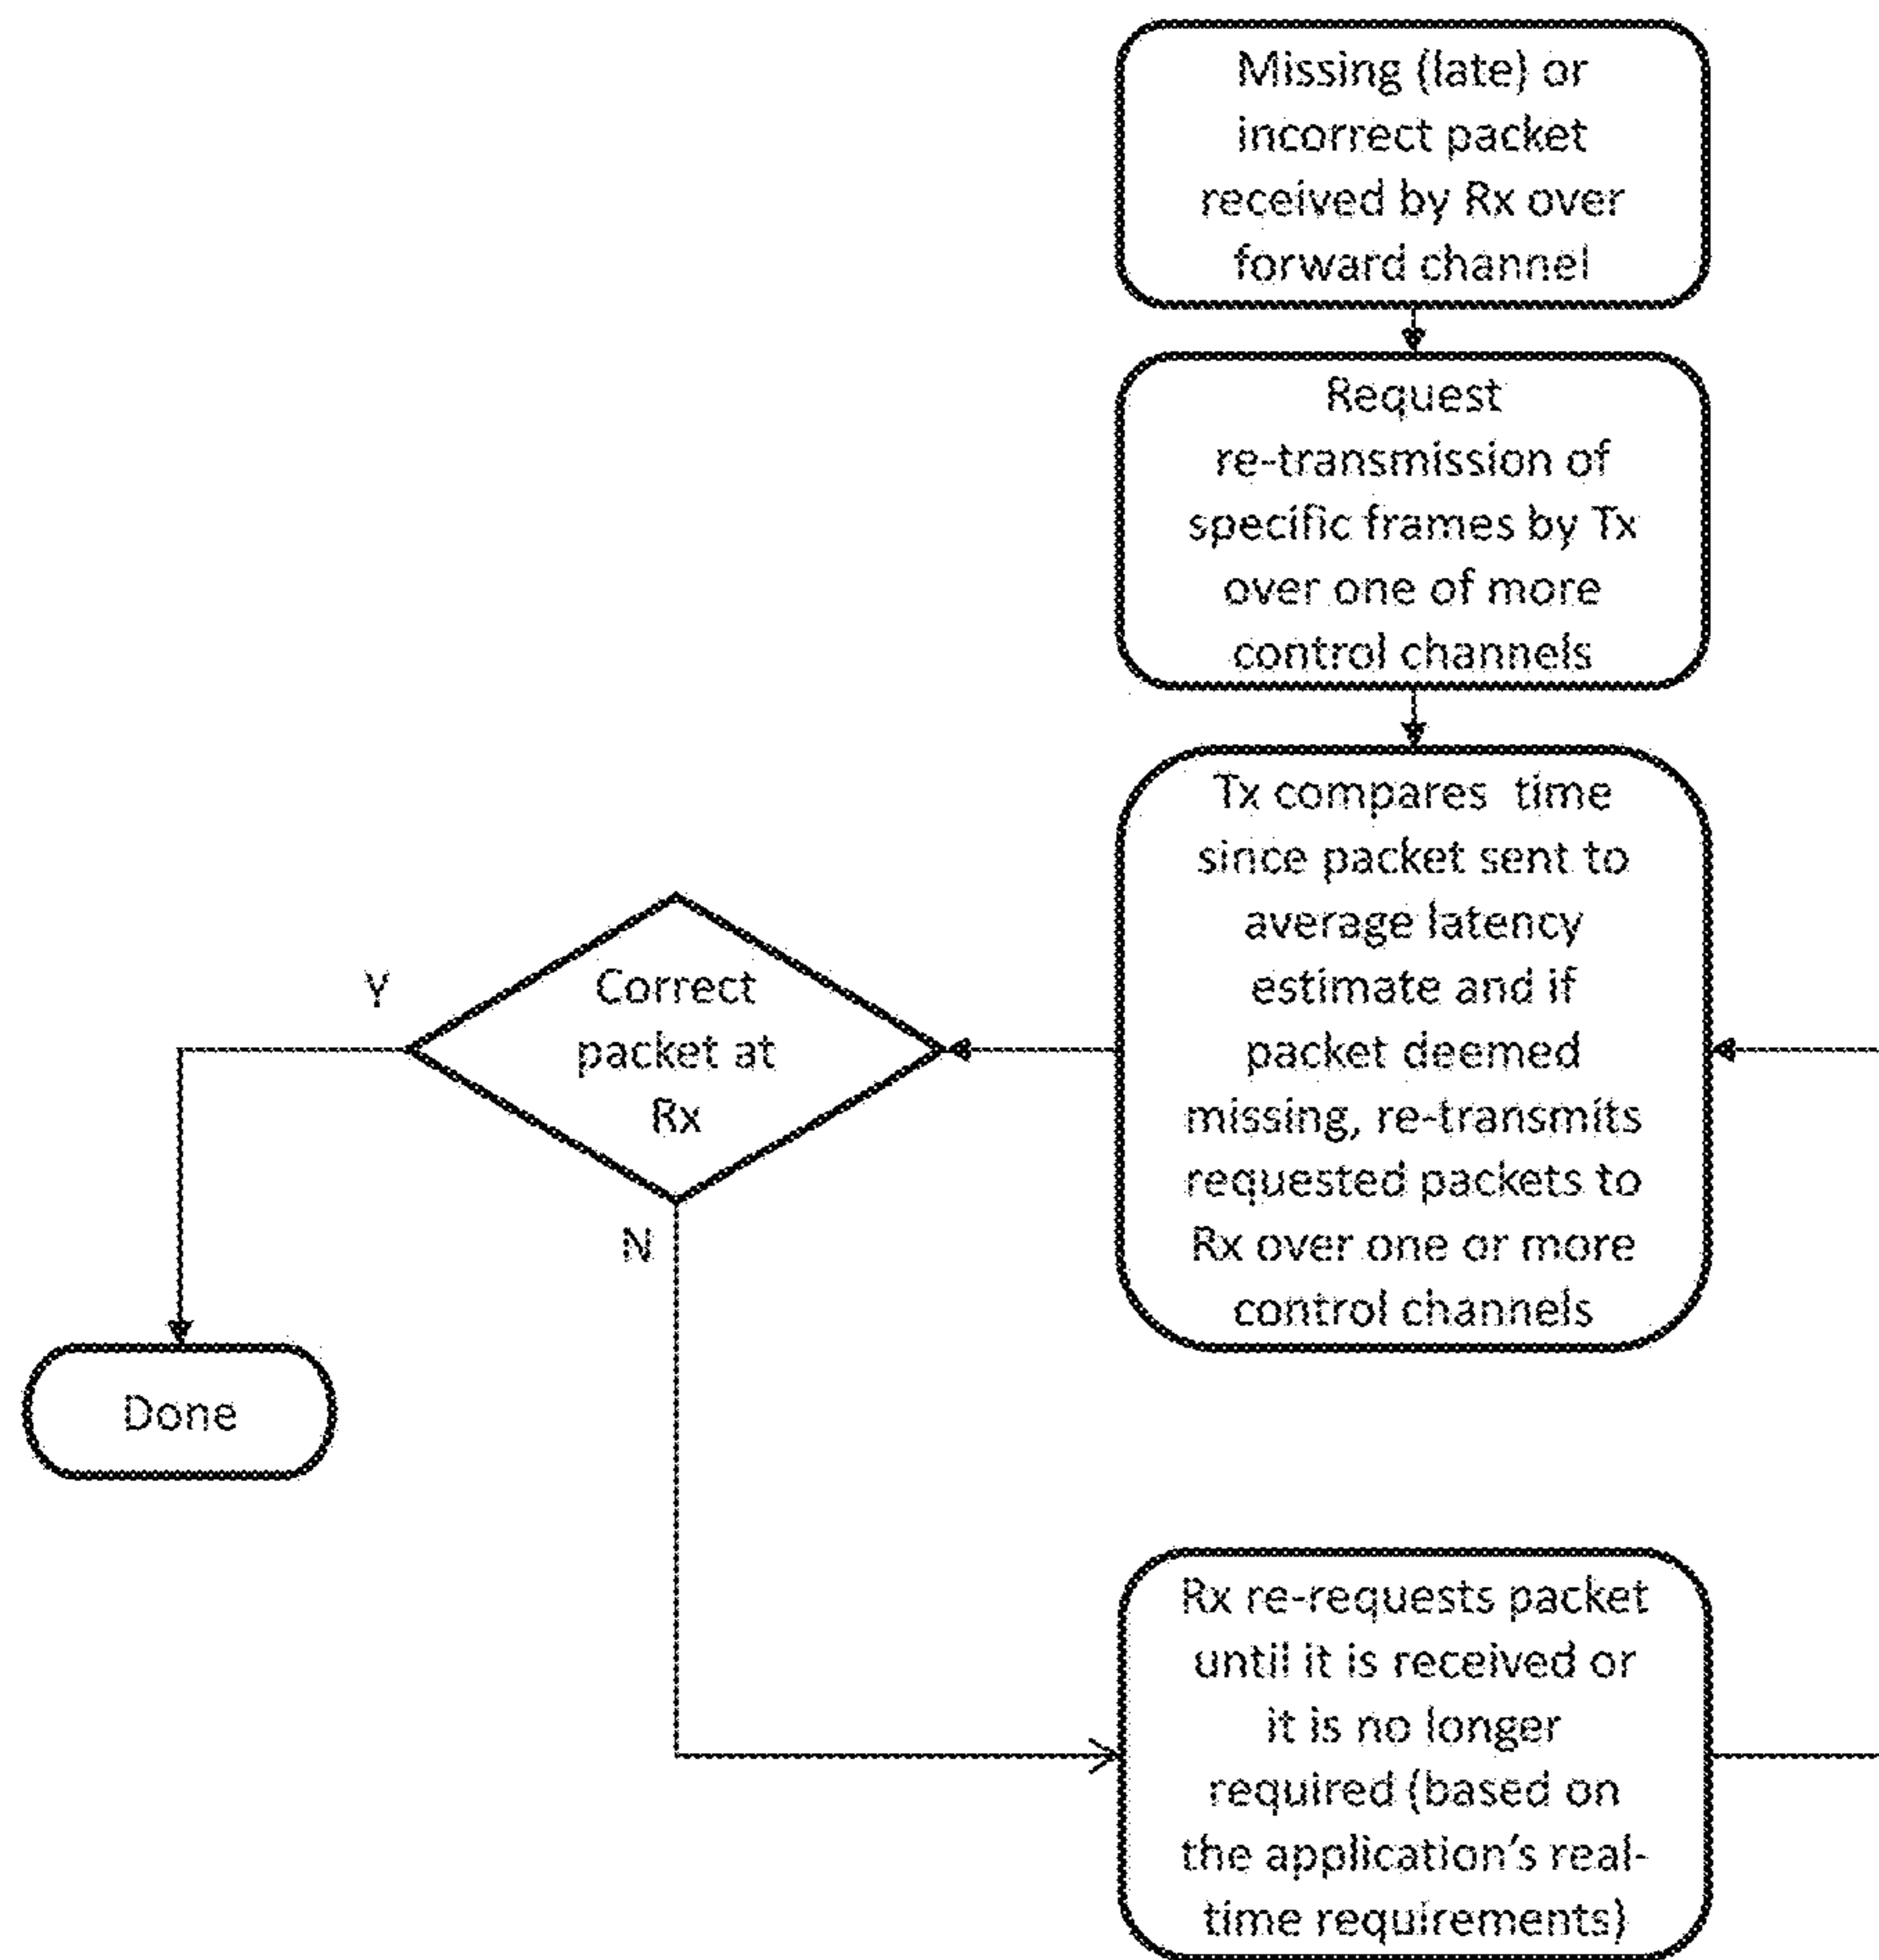 Missing (late) or
incorrect packet
received by Rx over
forward channel
Request
re-transmission of
specific frames by Tx
over one of more
control channels
Tx compares time
since packet sent to
average latency
estimate and if
packet deemed
missing, re-transmits
requested packets to
Rx over one or more
control channels
Y
Correct
packet at
Rx
N
Done
Rx re-requests packet
until it is received or
it is no longer
required (based on
the application's real-
time requirements)